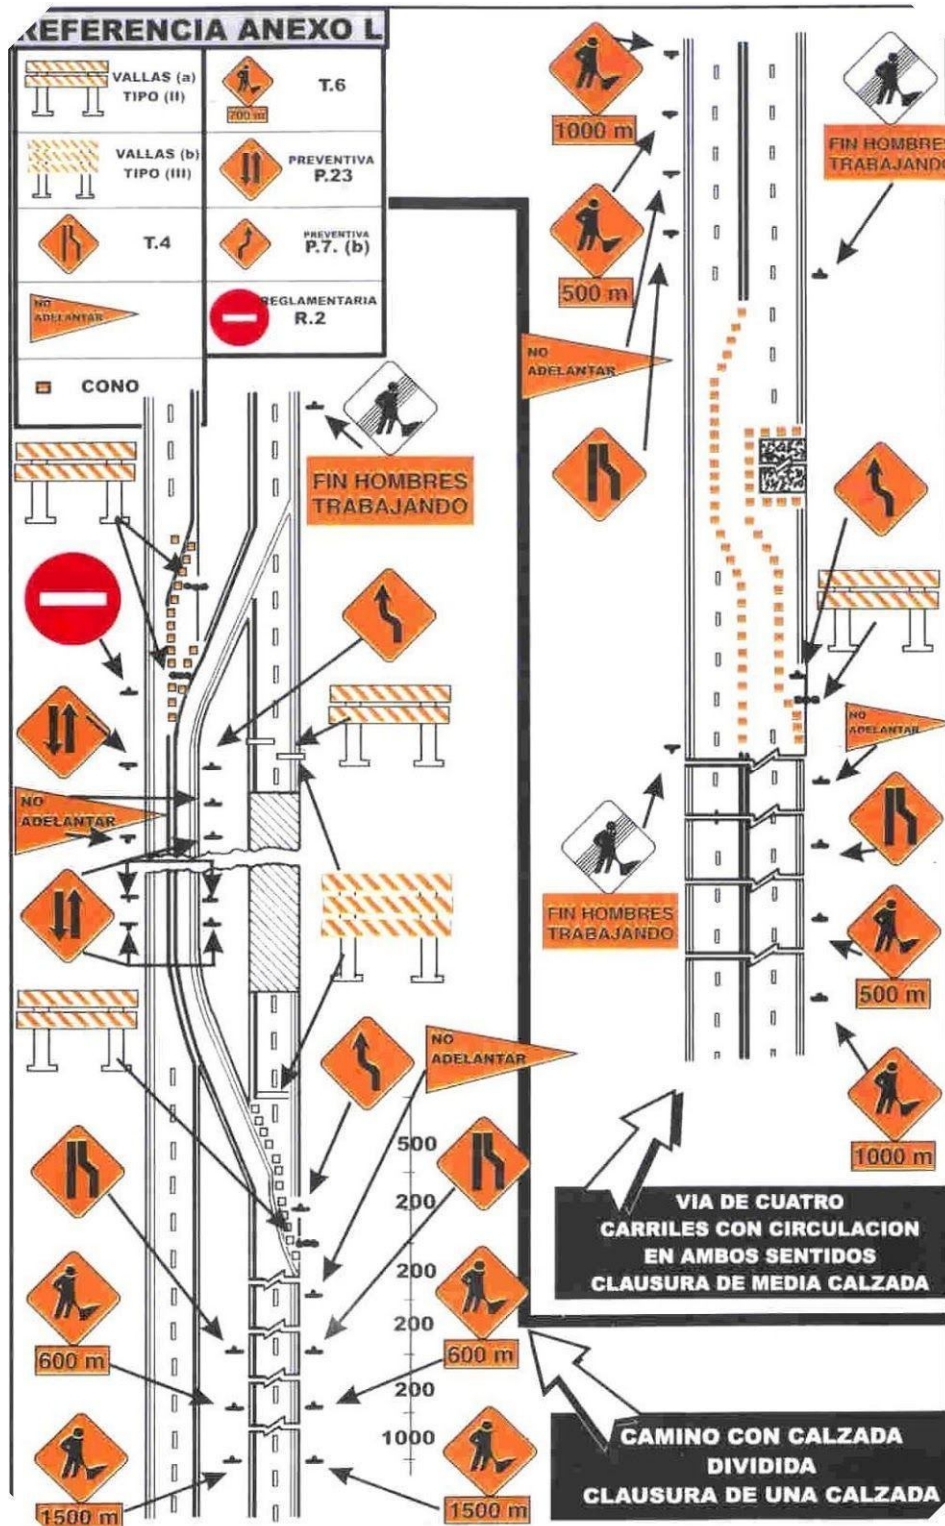 REFERENCIA ANEXO L
VALLAS (a)
TIPO (II)
T.6
700 m
VALLAS (b)
TIPO (III)
PREVENTIVA
P.23
T.4
PREVENTIVA
P.7. (b)
NO
ADELANTAR
REGLAMENTARIA
R.2
CONO
FIN HOMBRES
TRABAJANDO
NO
ADELANTAR
NO
ADELANTAR
500
200
200
200
200
1000
600 m
600 m
1500 m
1500 m
1000 m
500 m
FIN HOMBRES
TRABAJANDO
NO
ADELANTAR
NO
ADELANTAR
FIN HOMBRES
TRABAJANDO
500 m
1000 m
VIA DE CUATRO
CARRILES CON CIRCULACION
EN AMBOS SENTIDOS
CLAUSURA DE MEDIA CALZADA
CAMINO CON CALZADA
DIVIDIDA
CLAUSURA DE UNA CALZADA